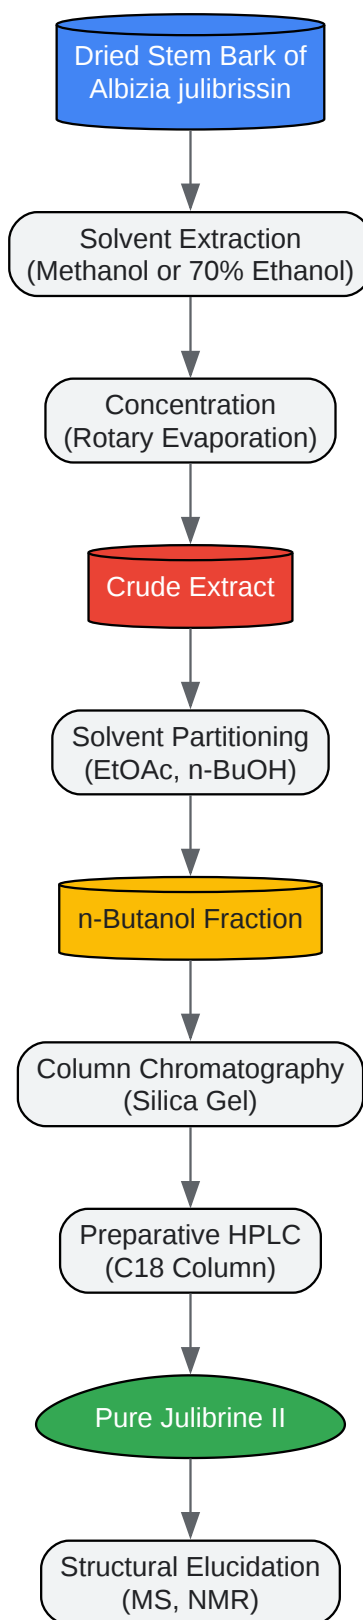 Dried Stem Bark of
Albizia julibrissin
Solvent Extraction
(Methanol or 70% Ethanol)
Concentration
(Rotary Evaporation)
Crude Extract
Solvent Partitioning
(EtOAc, n-BuOH)
n-Butanol Fraction
Column Chromatography
(Silica Gel)
Preparative HPLC
(C18 Column)
Pure Julibrine II
Structural Elucidation
(MS, NMR)